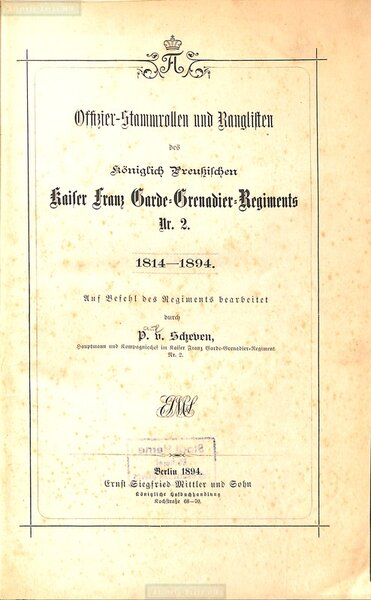 Offizier-Stammrollen und Ranglisten
des
Königlich Preußischen
Kaiser Franz Garde-Grenadier-Regiments
Nr. 2.
1814—1894.
Auf Befehl des Regiments bearbeitet
durch
P. v. Scheven,
Hauptmann und Kompagniechef im Kaiser Franz Garde-Grenadier-Regiment
Nr. 2.
Berlin 1894.
Ernst Siegfried Mittler und Sohn
Königliche Hofbuchhandlung
Kochstraße 68—70.